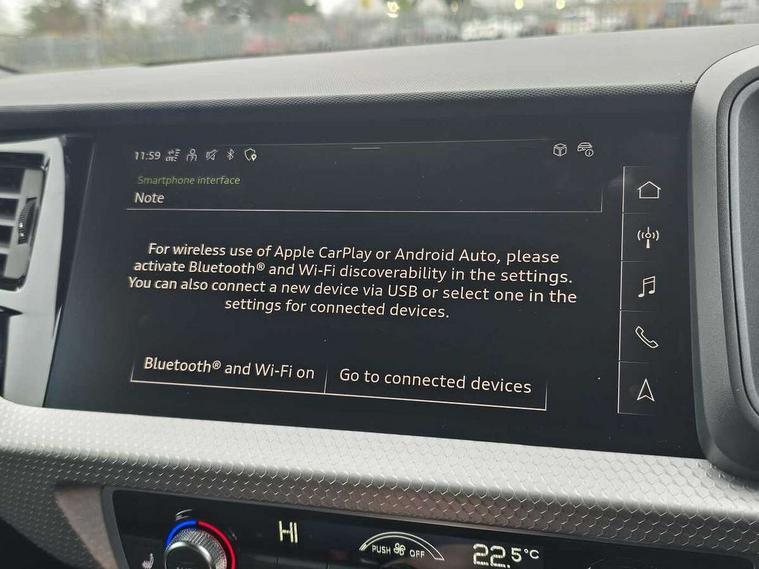 11:59
Smartphone interface
Note
For wireless use of Apple CarPlay or Android Auto, please
activate Bluetooth® and Wi-Fi discoverability in the settings.
You can also connect a new device via USB or select one in the
settings for connected devices.
Bluetooth® and Wi-Fi on
Go to connected devices
HI
PUSH OFF
22.5°C